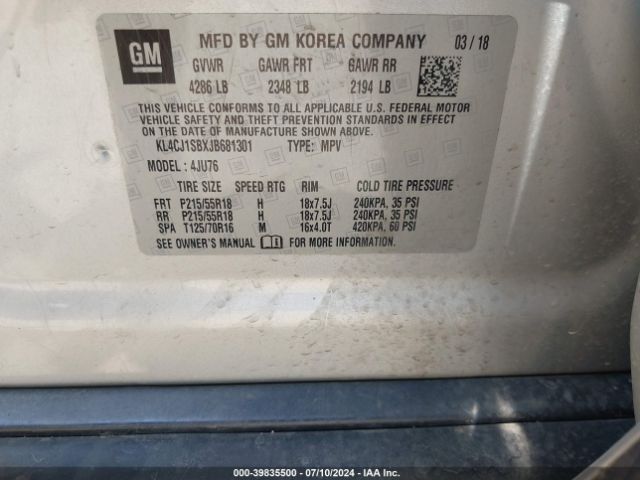 GM
MFD BY GM KOREA COMPANY 03 / 18
GVWR GAWR FRT GAWR RR
4286 LB 2348 LB 2194 LB
THIS VEHICLE CONFORMS TO ALL APPLICABLE U.S. FEDERAL MOTOR
VEHICLE SAFETY AND THEFT PREVENTION STANDARDS IN EFFECT
ON THE DATE OF MANUFACTURE SHOWN ABOVE.
KL4CJ1SBXJB681301 TYPE: MPV
MODEL : 4JU76
TIRE SIZE SPEED RTG RIM COLD TIRE PRESSURE
FRT P215/55R18 H 18x7.5J 240KPA, 35 PSI
RR P215/55R18 H 18x7.5J 240KPA, 35 PSI
SPA T125/70R16 M 16x4.0T 420KPA, 60 PSI
SEE OWNER'S MANUAL FOR ADDITIONAL INFORMATION
000-39835500 / 07/10/2024 / IAA Inc.